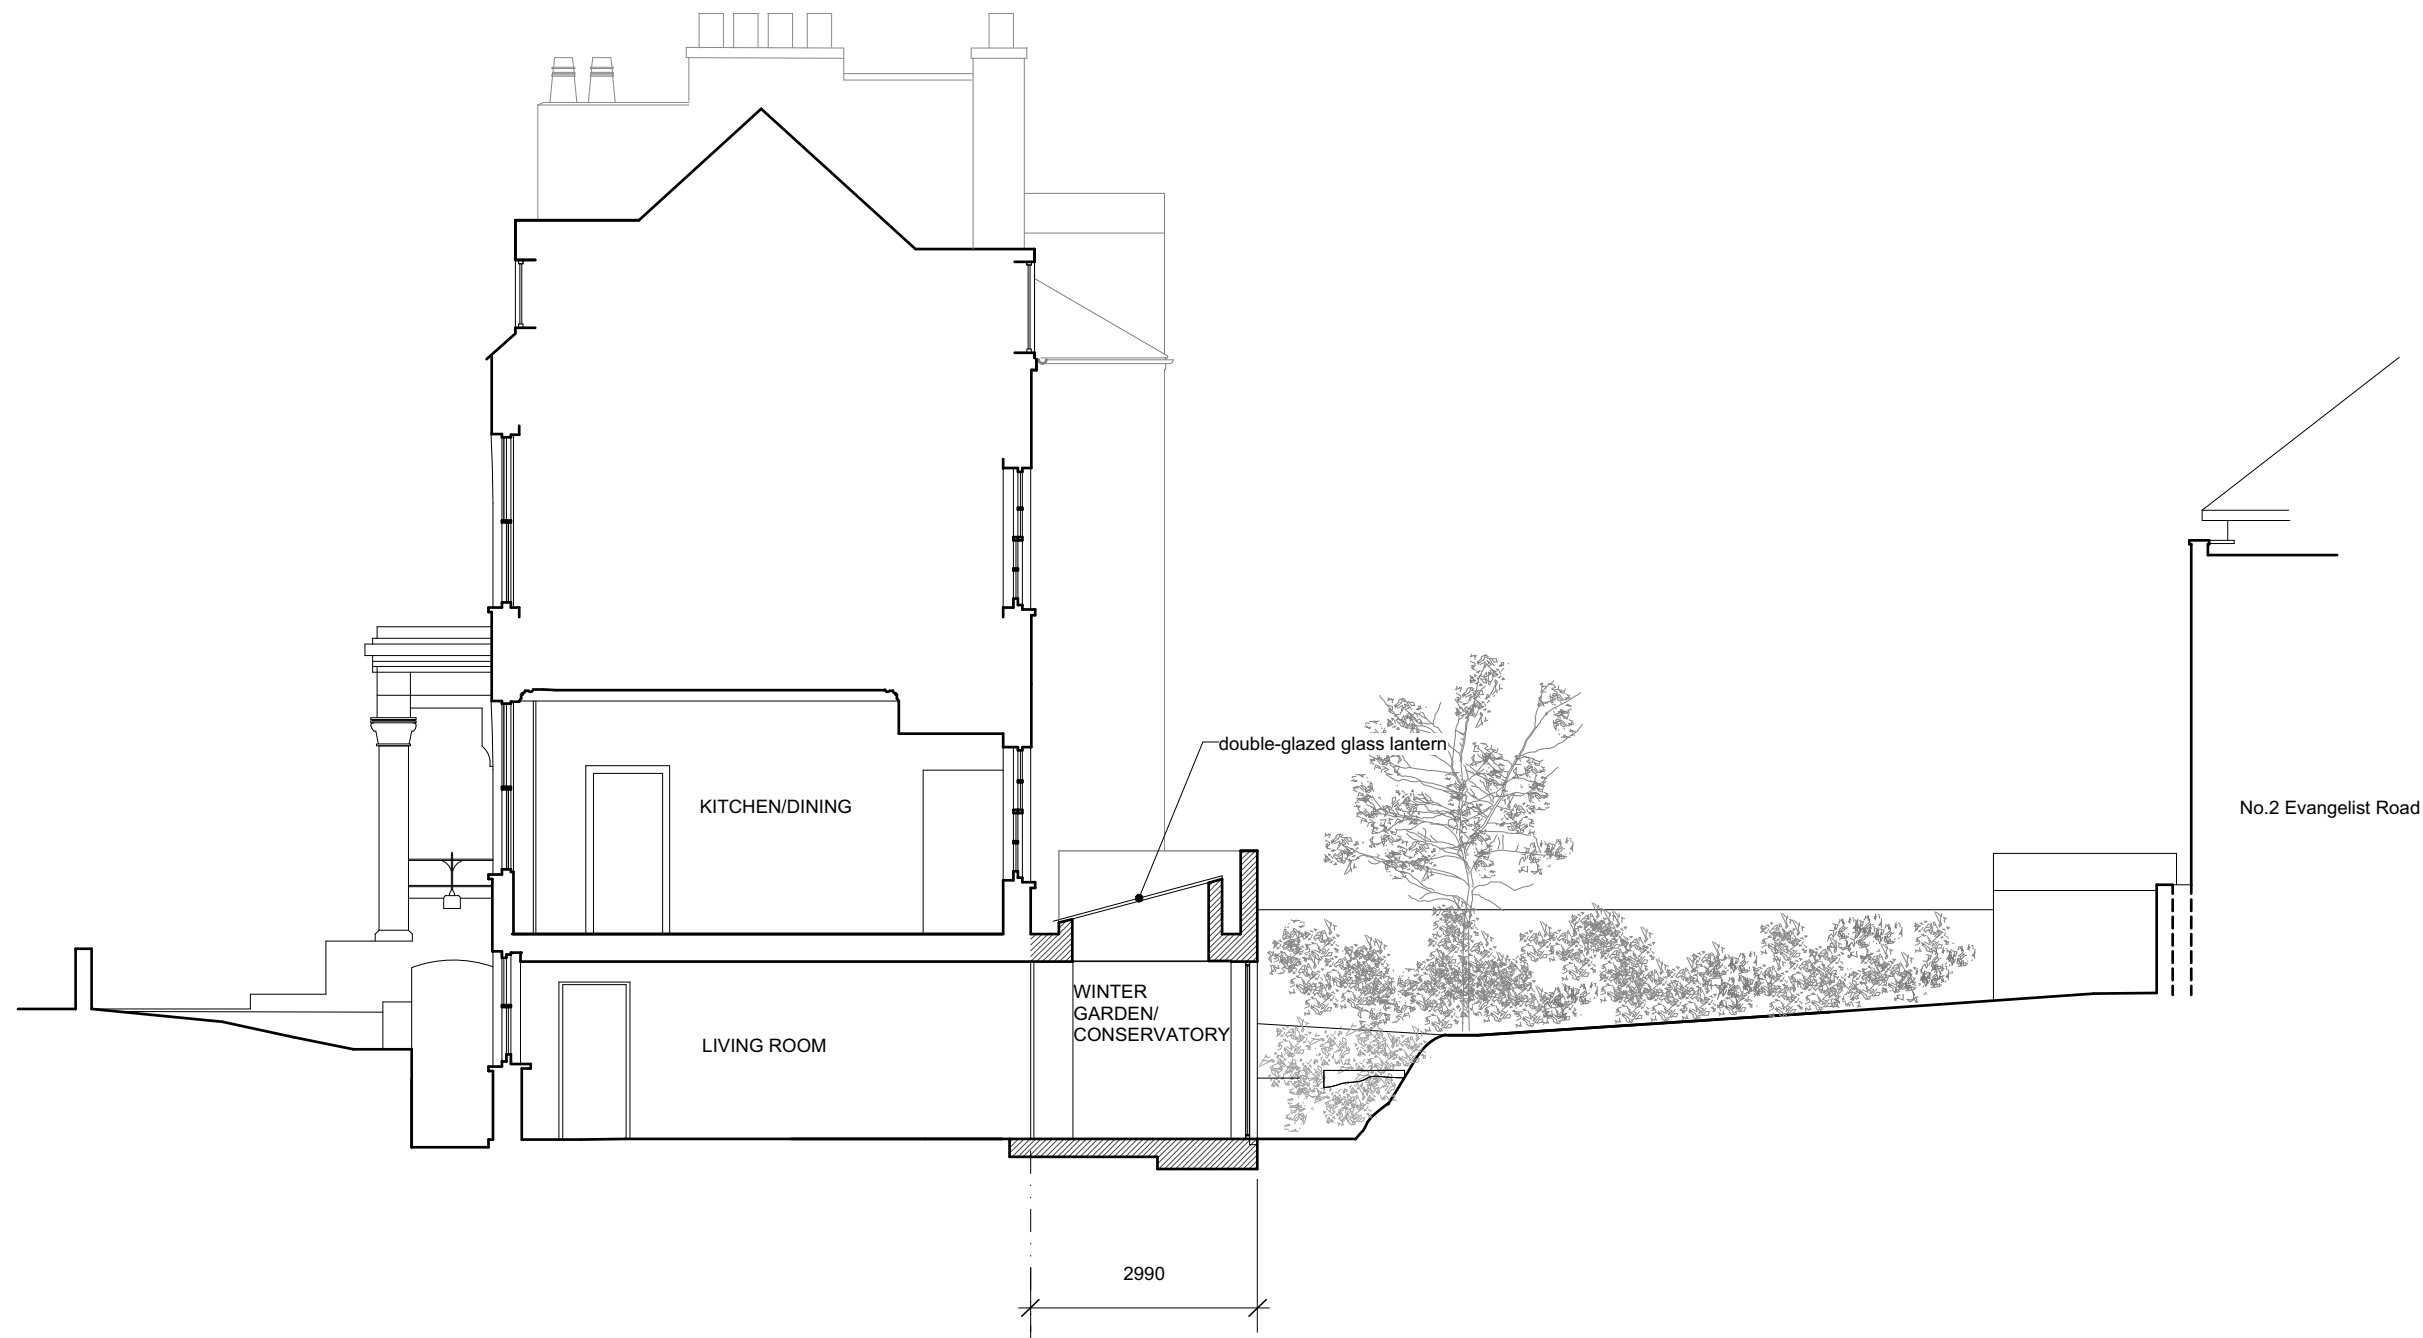 double-glazed glass lantern
KITCHEN/DINING
No.2 Evangelist Road
WINTER
GARDEN/
CONSERVATORY
LIVING ROOM
2990